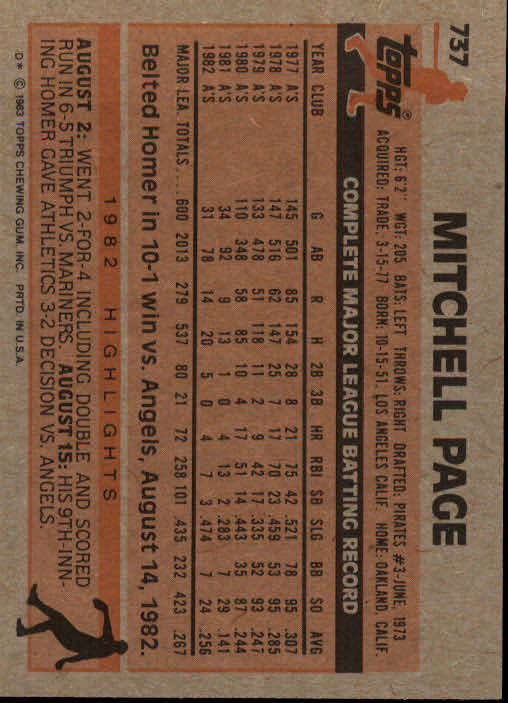 737
MITCHELL PAGE
topps®
HGT: 6'2" WGT: 205 BATS: LEFT THROWS: RIGHT DRAFTED: PIRATES #3-JUNE, 1973
ACQUIRED: TRADE, 3-15-77 BORN: 10-15-51, LOS ANGELES CALIF. HOME: OAKLAND, CALIF.
COMPLETE MAJOR LEAGUE BATTING RECORD
YEAR CLUB G AB R H 2B 3B HR RBI SB SLG BB SO AVG
1977 A'S 145 501 85 154 28 8 21 75 42 .521 78 95 .307
1978 A'S 147 516 62 147 25 7 17 70 23 .459 53 95 .285
1979 A'S 133 478 51 118 11 2 9 42 17 .335 52 93 .247
1980 A'S 110 348 58 85 10 4 17 51 14 .443 35 87 .244
1981 A'S 34 92 9 13 1 0 4 13 2 .283 7 29 .141
1982 A'S 31 78 14 20 5 0 4 7 3 .474 7 24 .256
MAJOR LEA. TOTALS .... 600 2013 279 537 80 21 72 258 101 .435 232 423 .267
Belted Homer in 10-1 win vs. Angels, August 14, 1982.
1982 HIGHLIGHTS
AUGUST 2: WENT 2-FOR-4 INCLUDING DOUBLE AND SCORED
RUN IN 6-5 TRIUMPH VS. MARINERS. AUGUST 15: HIS 9TH-INN-
ING HOMER GAVE ATHLETICS 3-2 DECISION VS. ANGELS.
D* © 1983 TOPPS CHEWING GUM, INC. PRTD. IN U.S.A.